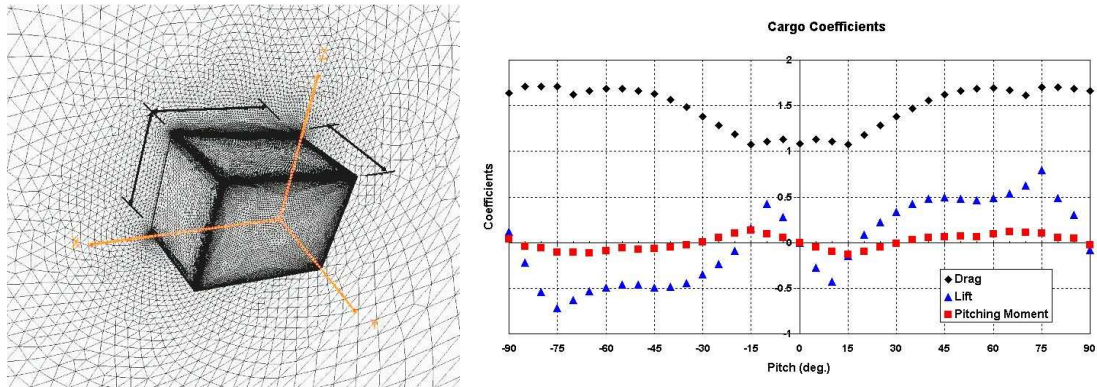 Cargo Coefficients
2
1.5
1
0.5
0
-0.5
-1
Coefficients
-90 -75 -60 -45 -30 -15 0 15 30 45 60 75 90
Pitch (deg.)
Drag
Lift
Pitching Moment